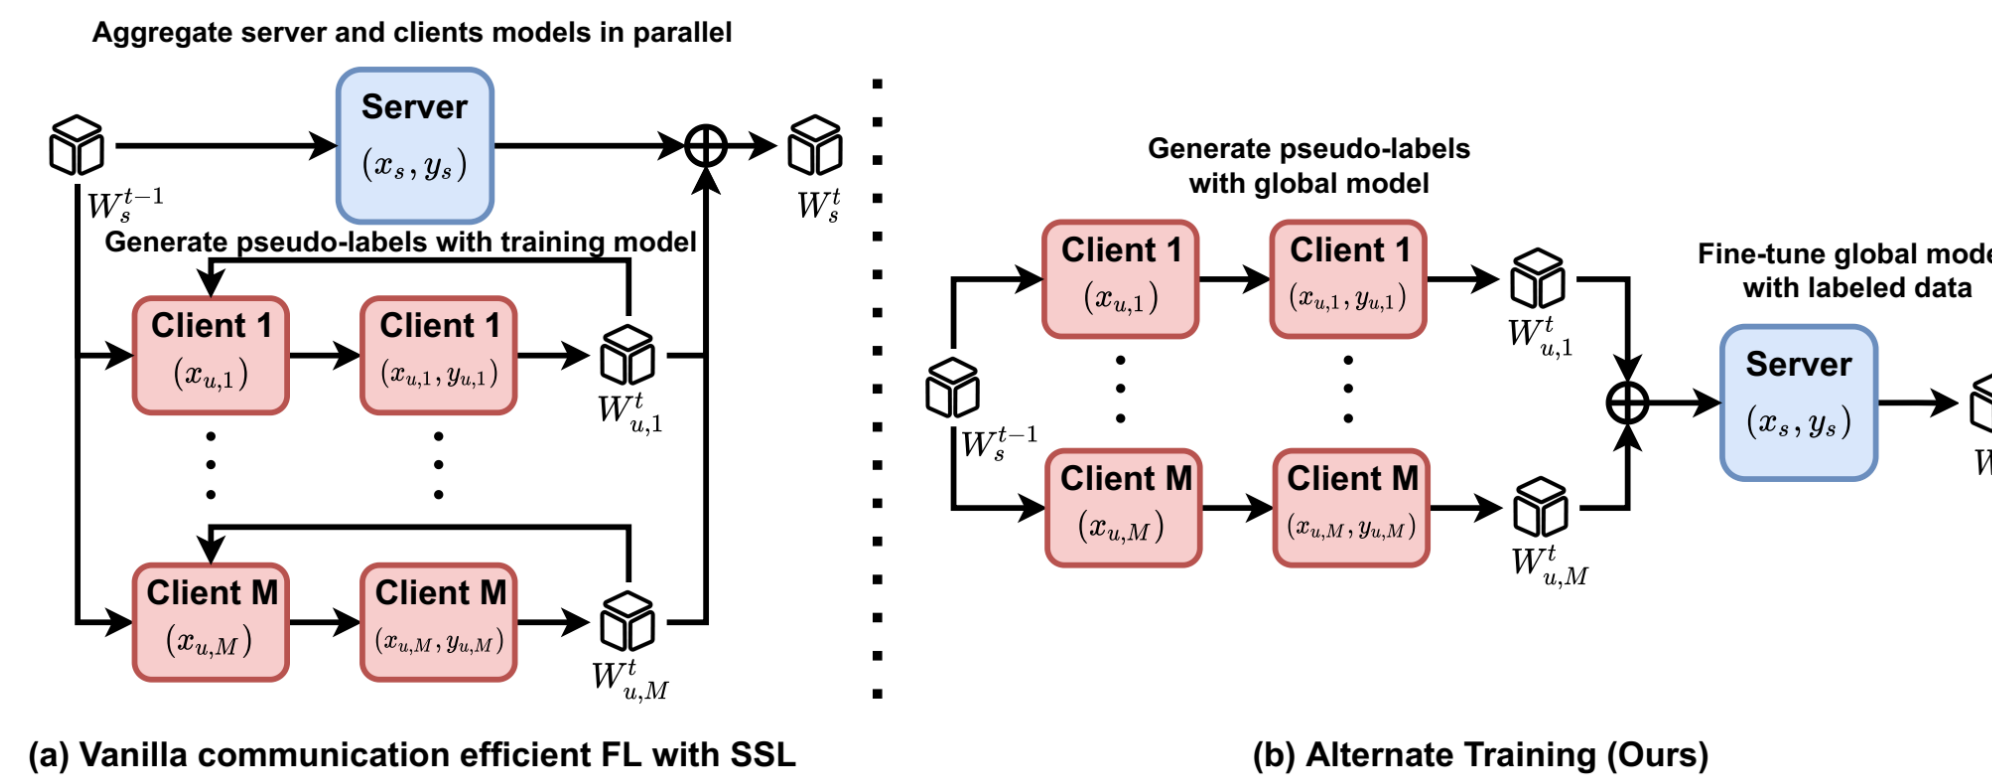 Aggregate server and clients models in parallel
Server
(x_s, y_s)
W_s^{t-1}
W_s^t
Generate pseudo-labels with training model
Client 1
(x_{u,1})
Client 1
(x_{u,1}, y_{u,1})
W_{u,1}^t
Client M
(x_{u,M})
Client M
(x_{u,M}, y_{u,M})
W_{u,M}^t
(a) Vanilla communication efficient FL with SSL
Generate pseudo-labels
with global model
Client 1
(x_{u,1})
Client 1
(x_{u,1}, y_{u,1})
W_{u,1}^t
W_s^{t-1}
Client M
(x_{u,M})
Client M
(x_{u,M}, y_{u,M})
W_{u,M}^t
Fine-tune global
with labeled data
Server
(x_s, y_s)
(b) Alternate Training (Ours)